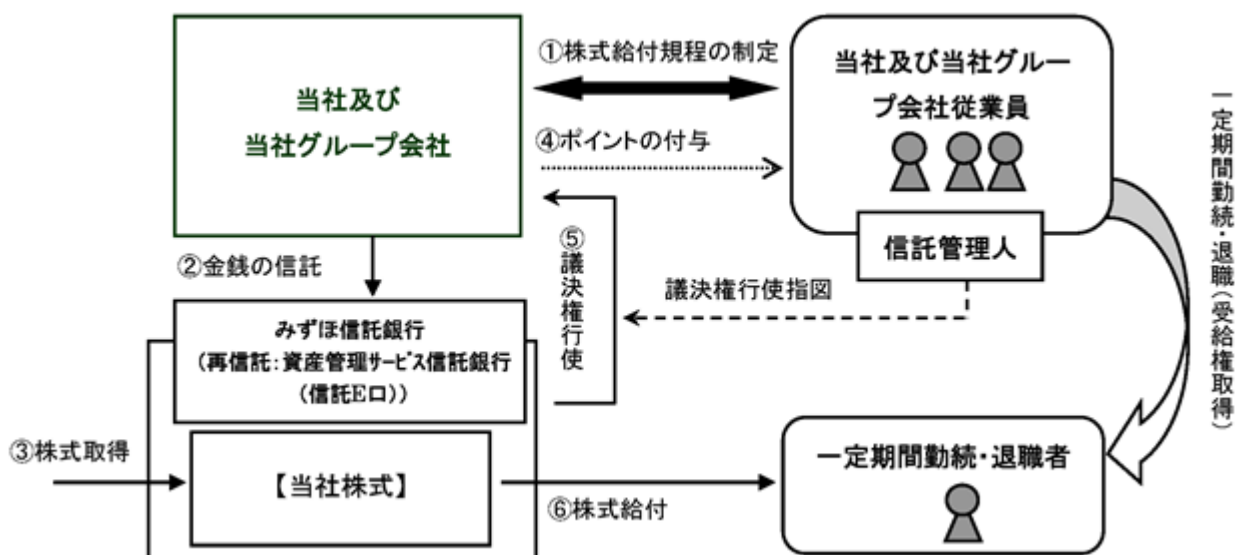 当社及び
当社グループ会社
①株式給付規程の制定
④ポイントの付与
当社及び当社グルー
プ会社従業員
信託管理人
一定期間勤続・退職(受給権取得)
②金銭の信託
⑤議決権行使
議決権行使指図
みずほ信託銀行
(再信託:資産管理サービス信託銀行
(信託E口))
③株式取得
【当社株式】
⑥株式給付
一定期間勤続・退職者